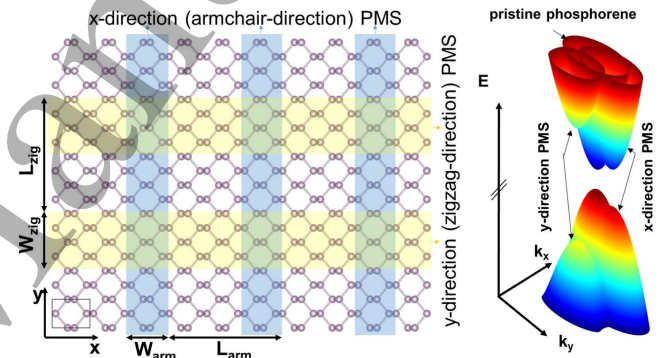 x-direction (armchair-direction) PMS
pristine phosphorene
E
y-direction (zigzag-direction) PMS
y-direction PMS
x-direction PMS
Lzig
Wzig
y
x
Warm
Larm
kx
ky